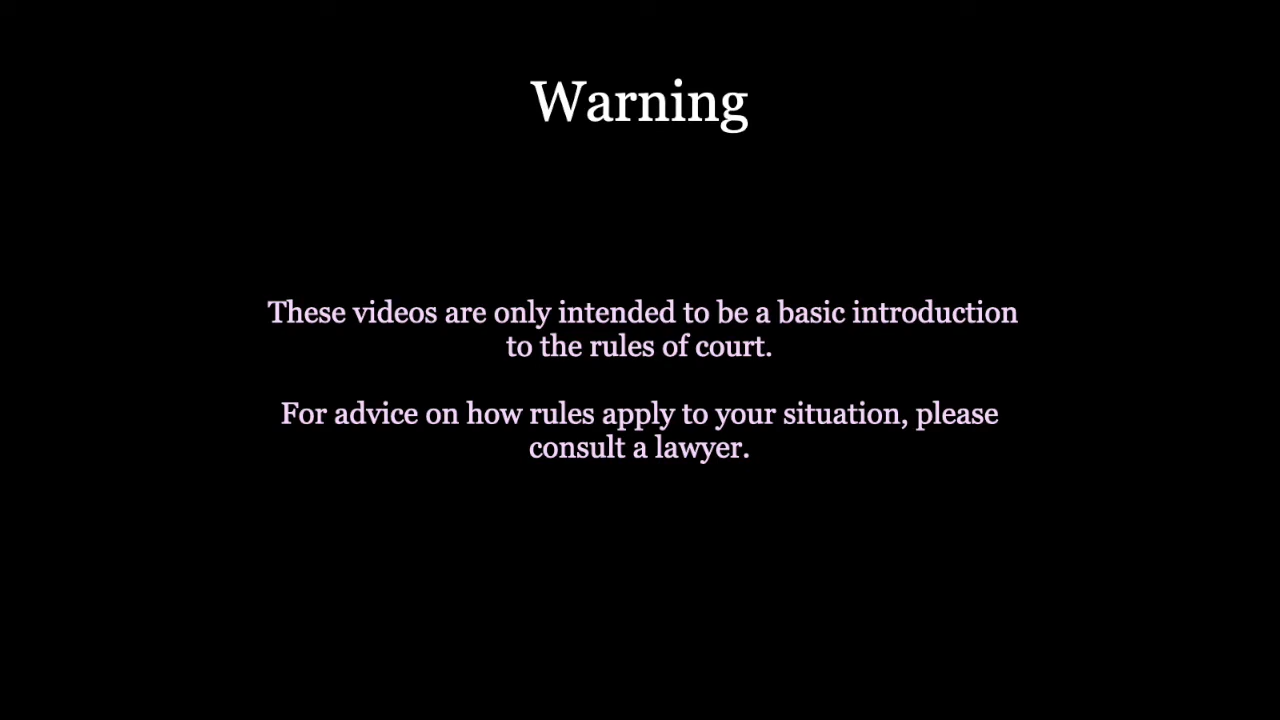 Warning
These videos are only intended to be a basic introduction
to the rules of court.
For advice on how rules apply to your situation, please
consult a lawyer.